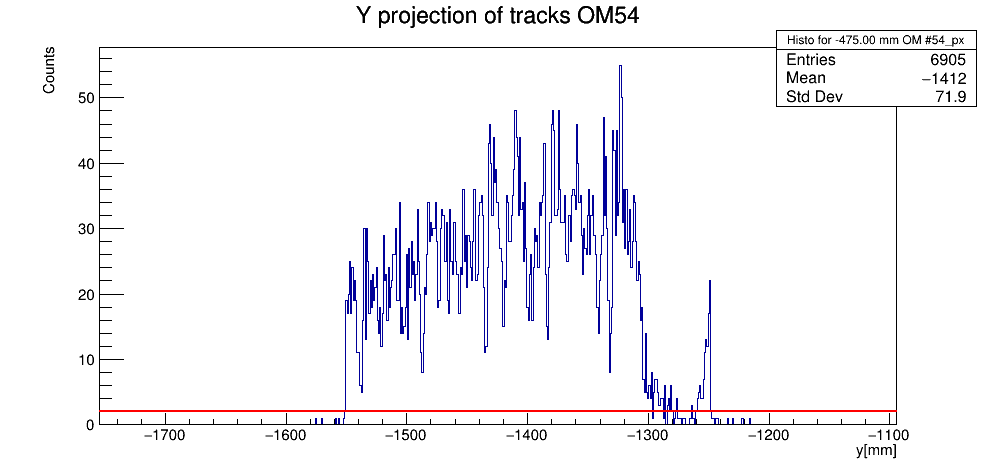 Y projection of tracks OM54
Histo for -475.00 mm OM #54_px
Entries 6905
Mean −1412
Std Dev 71.9
Counts
50
40
30
20
10
0
−1700 −1600 −1500 −1400 −1300 −1200 −1100
y[mm]